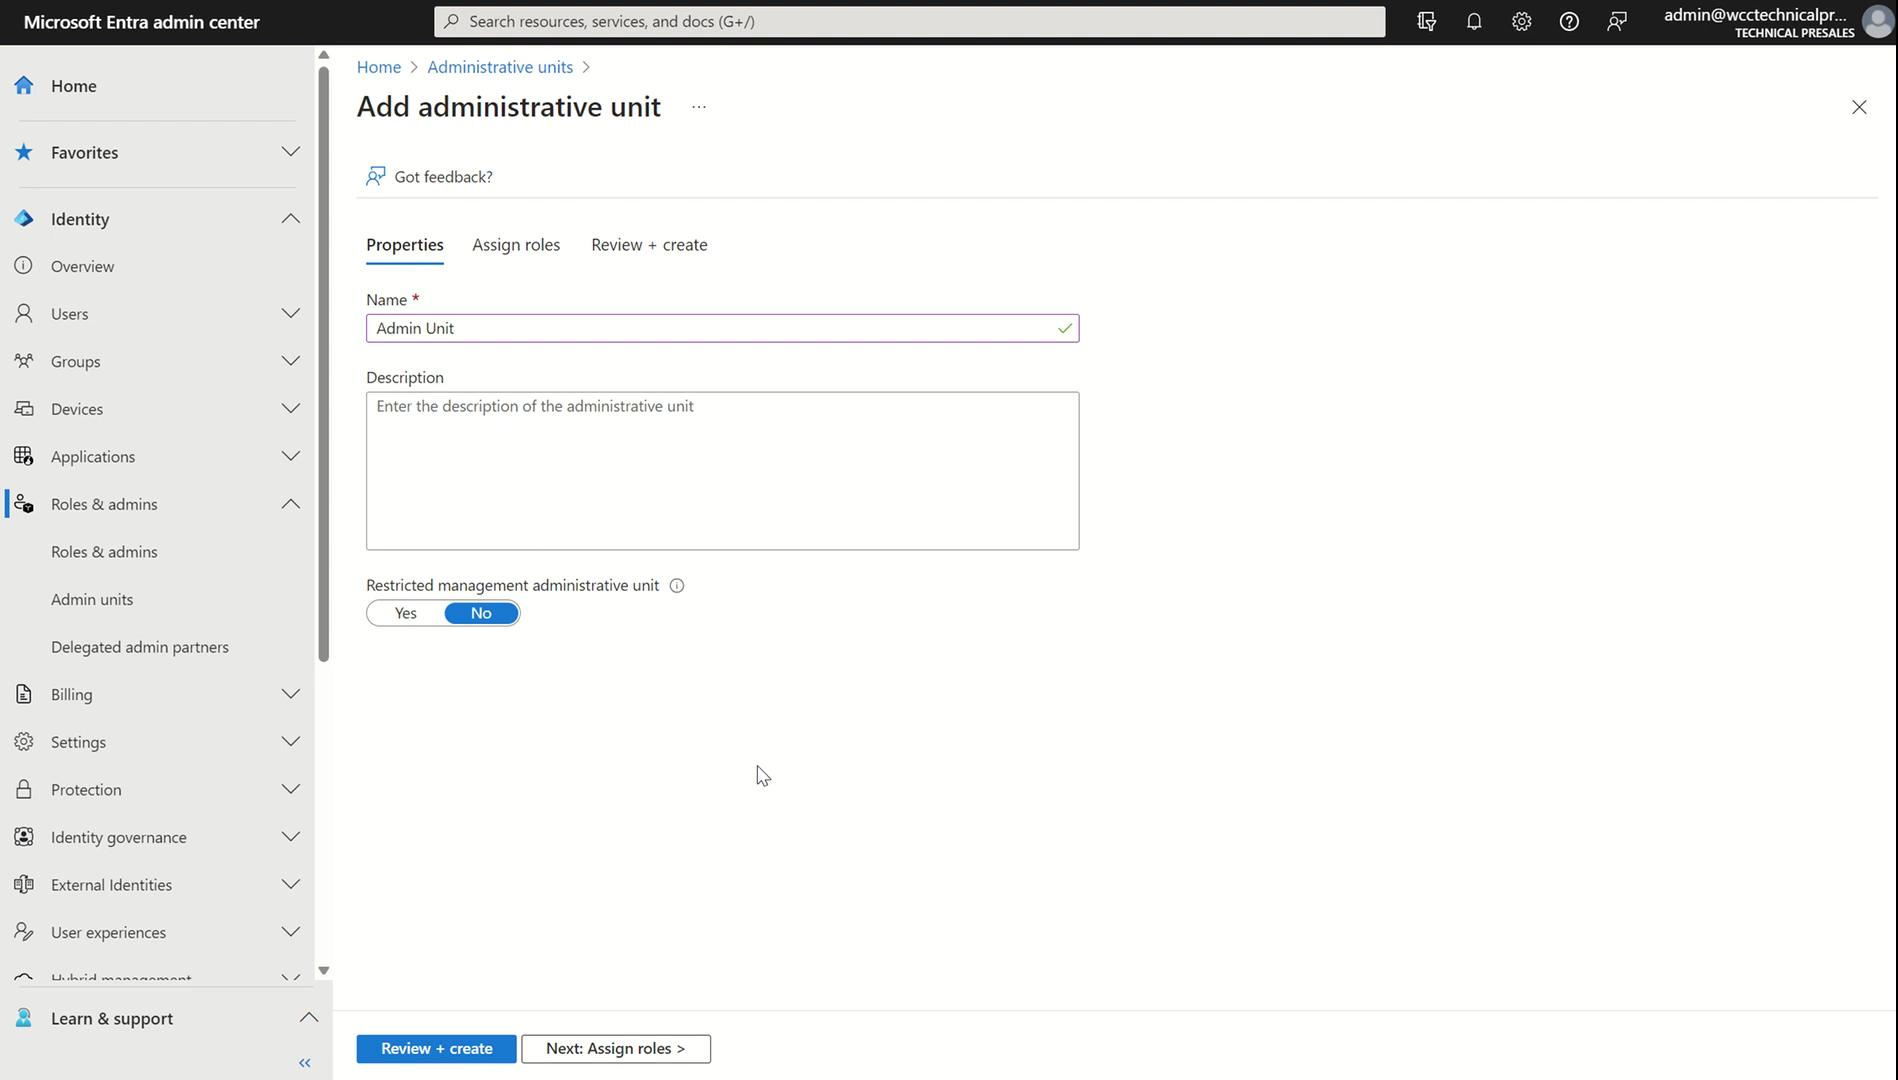 Microsoft Entra admin center
Search resources, services, and docs (G+/)
admin@wcctechnicalpr...
TECHNICAL PRESALES
Home
Favorites
Identity
Overview
Users
Groups
Devices
Applications
Roles & admins
Roles & admins
Admin units
Delegated admin partners
Billing
Settings
Protection
Identity governance
External Identities
User experiences
Hybrid management
Learn & support
Home > Administrative units >
Add administrative unit ...
Got feedback?
Properties Assign roles Review + create
Name *
Admin Unit
Description
Enter the description of the administrative unit
Restricted management administrative unit
Yes No
Review + create Next: Assign roles >